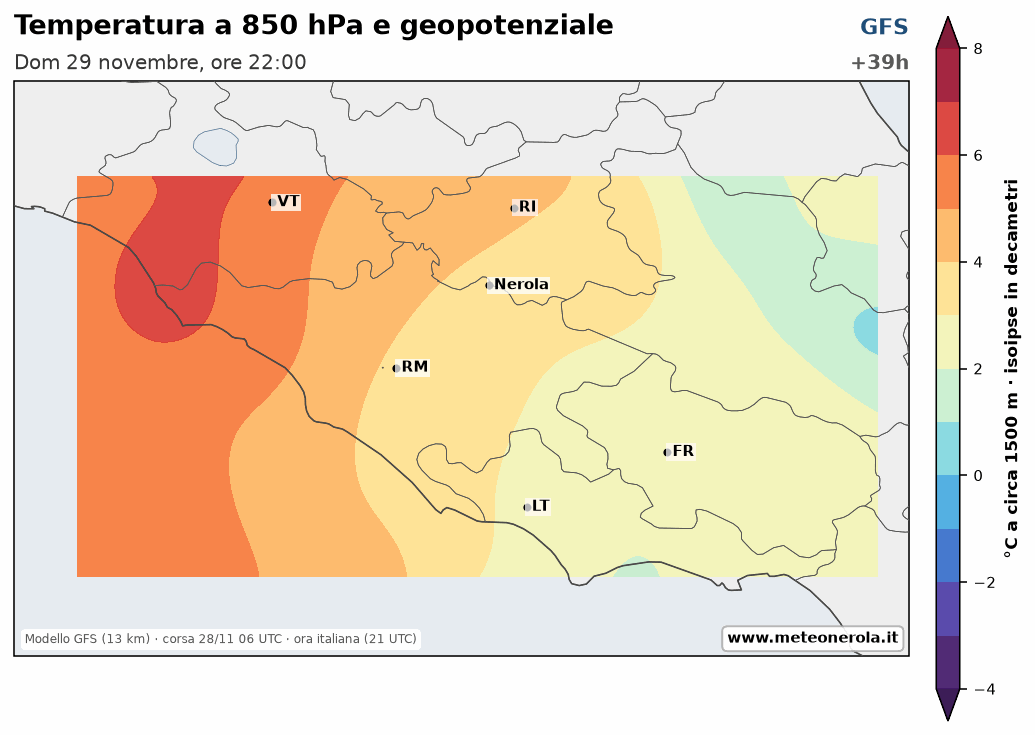 Temperatura a 850 hPa e geopotenziale
GFS
Dom 29 novembre, ore 22:00
+39h
VT
RI
Nerola
RM
FR
LT
8
6
4
2
0
−2
−4
°C a circa 1500 m · isoipse in decametri
Modello GFS (13 km) · corsa 28/11 06 UTC · ora italiana (21 UTC)
www.meteonerola.it